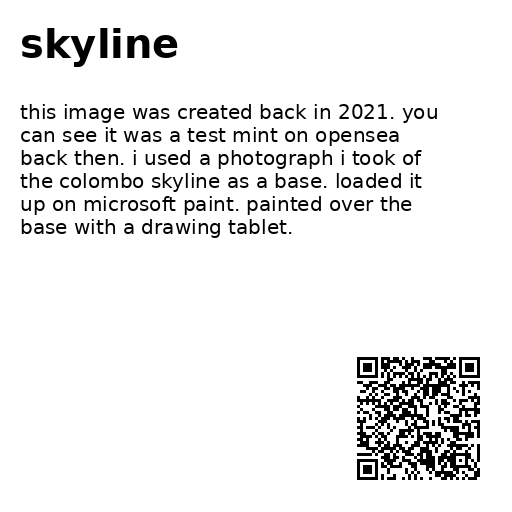 skyline
this image was created back in 2021. you
can see it was a test mint on opensea
back then. i used a photograph i took of
the colombo skyline as a base. loaded it
up on microsoft paint. painted over the
base with a drawing tablet.